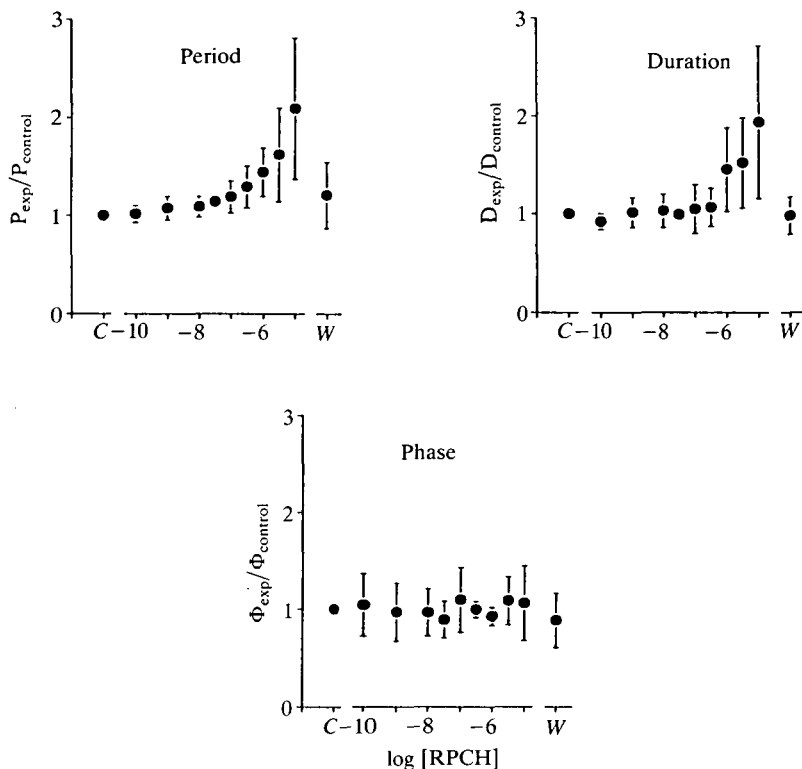 3
Period
2
P_exp/P_control
1
0
C −10 −8 −6 W
3
Duration
2
D_exp/D_control
1
0
C −10 −8 −6 W
3
Phase
2
Φ_exp/Φ_control
1
0
C −10 −8 −6 W
log [RPCH]